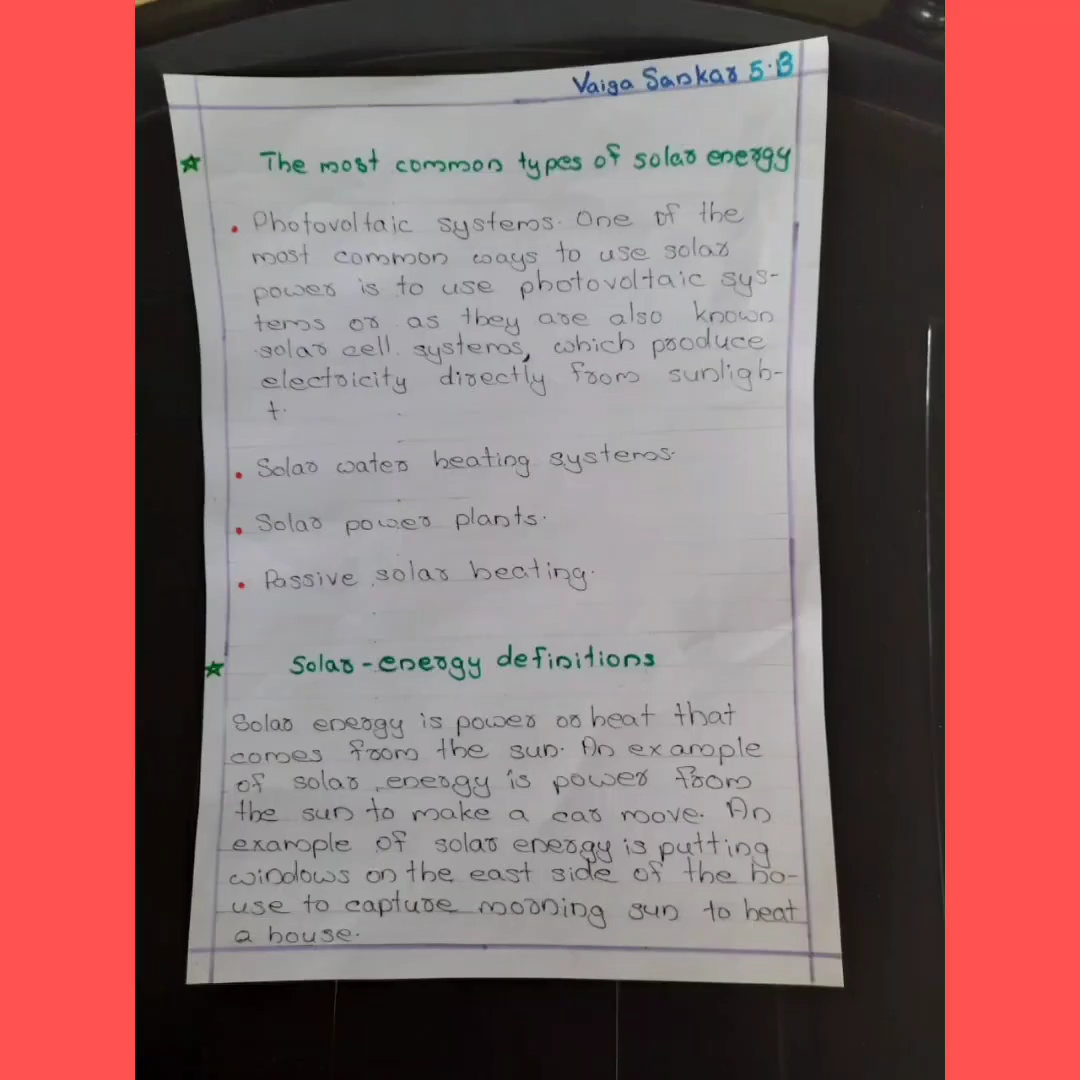 Vaiga Sankar 5.B
The most common types of solar energy
Photovoltaic systems. One of the
most common ways to use solar
power is to use photovoltaic sys-
tems or as they are also known
solar cell systems, which produce
electricity directly from sunligh-
t.
Solar water heating systems.
Solar power plants.
Passive solar heating.
Solar-energy definitions
Solar energy is power or heat that
comes from the sun. An example
of solar energy is power from
the sun to make a car move. An
example of solar energy is putting
windows on the east side of the ho-
use to capture morning sun to heat
a house.